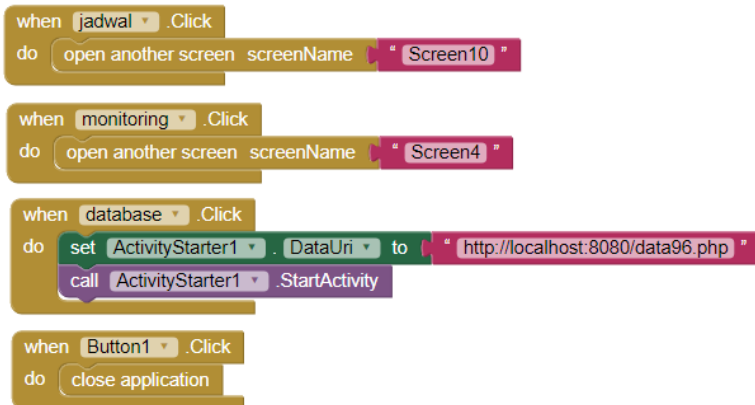 when jadwal .Click
do open another screen screenName " Screen10 "
when monitoring .Click
do open another screen screenName " Screen4 "
when database .Click
do set ActivityStarter1 . DataUri to " http://localhost:8080/data96.php "
call ActivityStarter1 .StartActivity
when Button1 .Click
do close application